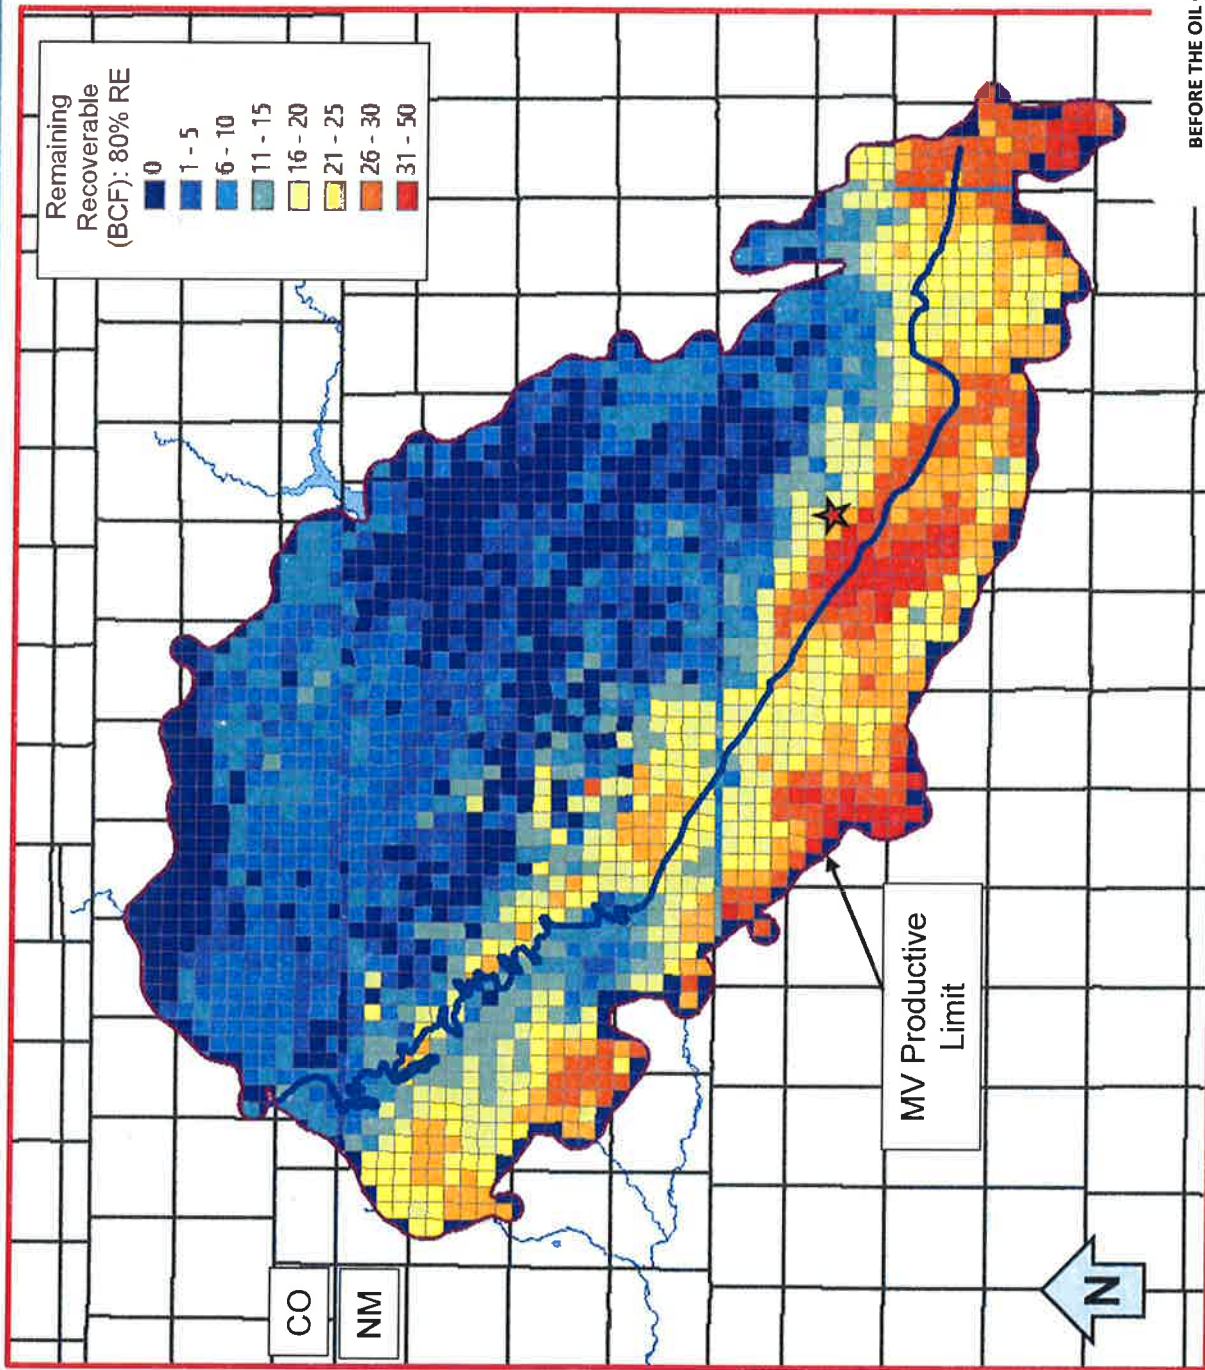 Remaining
Recoverable
(BCF): 80% RE
0
1 - 5
6 - 10
11 - 15
16 - 20
21 - 25
26 - 30
31 - 50
CO
NM
MV Productive
Limit
N
BEFORE THE OIL